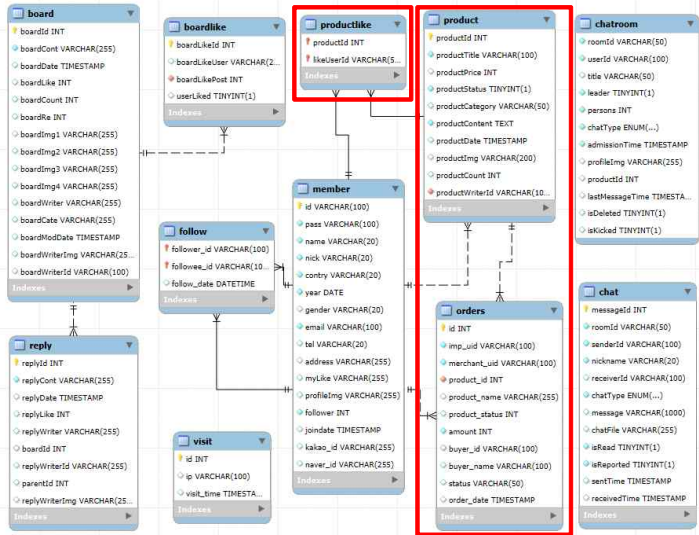 board
boardId INT
boardCont VARCHAR(255)
boardDate TIMESTAMP
boardLike INT
boardCount INT
boardRe INT
boardImg1 VARCHAR(255)
boardImg2 VARCHAR(255)
boardImg3 VARCHAR(255)
boardImg4 VARCHAR(255)
boardWriter VARCHAR(255)
boardCate VARCHAR(255)
boardModDate TIMESTAMP
boardWriterImg VARCHAR(25...
boardWriterId VARCHAR(100)
Indexes
boardlike
boardLikeId INT
boardLikeUser VARCHAR(2...
boardLikePost INT
userLiked TINYINT(1)
Indexes
productlike
productId INT
likeUserId VARCHAR(5...
Indexes
product
productId INT
productTitle VARCHAR(100)
productPrice INT
productStatus TINYINT(1)
productCategory VARCHAR(50)
productContent TEXT
productDate TIMESTAMP
productImg VARCHAR(200)
productCount INT
productWriterId VARCHAR(10...
Indexes
chatroom
roomId VARCHAR(50)
userId VARCHAR(100)
title VARCHAR(50)
leader TINYINT(1)
persons INT
chatType ENUM(...)
admissionTime TIMESTAMP
profileImg VARCHAR(255)
productId INT
lastMessageTime TIMESTA...
isDeleted TINYINT(1)
isKicked TINYINT(1)
Indexes
follow
follower_id VARCHAR(100)
followee_id VARCHAR(10...
follow_date DATETIME
Indexes
member
id VARCHAR(100)
pass VARCHAR(100)
name VARCHAR(20)
nick VARCHAR(20)
contry VARCHAR(20)
year DATE
gender VARCHAR(20)
email VARCHAR(100)
tel VARCHAR(20)
address VARCHAR(255)
myLike VARCHAR(255)
profileImg VARCHAR(255)
follower INT
joindate TIMESTAMP
kakao_id VARCHAR(255)
naver_id VARCHAR(255)
Indexes
reply
replyId INT
replyCont VARCHAR(255)
replyDate TIMESTAMP
replyLike INT
replyWriter VARCHAR(255)
boardId INT
replyWriterId VARCHAR(255)
parentId INT
replyWriterImg VARCHAR(25...
Indexes
visit
id INT
ip VARCHAR(100)
visit_time TIMESTA...
Indexes
orders
id INT
imp_uid VARCHAR(100)
merchant_uid VARCHAR(100)
product_id INT
product_name VARCHAR(255)
product_status INT
amount INT
buyer_id VARCHAR(100)
buyer_name VARCHAR(100)
status VARCHAR(50)
order_date TIMESTAMP
Indexes
chat
messageId INT
roomId VARCHAR(50)
senderId VARCHAR(100)
nickname VARCHAR(20)
receiverId VARCHAR(100)
chatType ENUM(...)
message VARCHAR(1000)
chatFile VARCHAR(255)
isRead TINYINT(1)
isReported TINYINT(1)
sentTime TIMESTAMP
receivedTime TIMESTAMP
Indexes